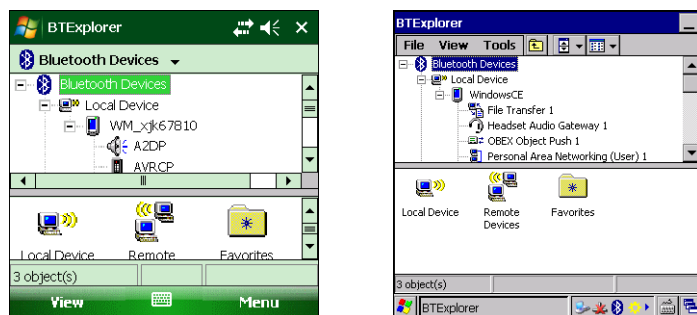 BTExplorer
Bluetooth Devices
Bluetooth Devices
Local Device
WM_xjk67810
A2DP
AVRCP
Local Device Remote Favorites
3 object(s)
View Menu
BTExplorer
File View Tools
Bluetooth Devices
Local Device
WindowsCE
File Transfer 1
Headset Audio Gateway 1
OBEX Object Push 1
Personal Area Networking (User) 1
Local Device Remote Favorites
Devices
3 object(s)
BTExplorer